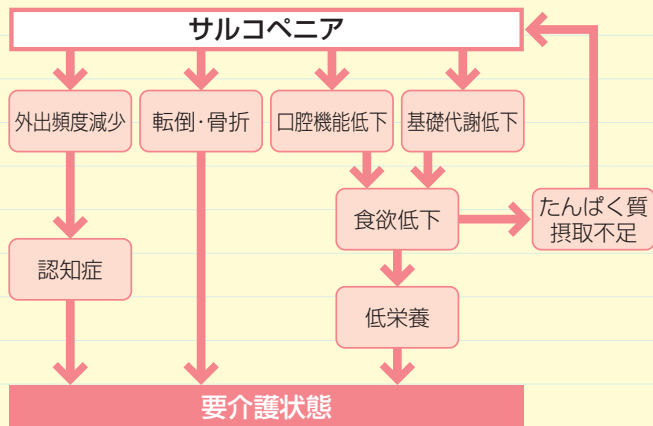 サルコペニア
外出頻度減少
転倒・骨折
口腔機能低下
基礎代謝低下
食欲低下
たんぱく質
摂取不足
認知症
低栄養
要介護状態